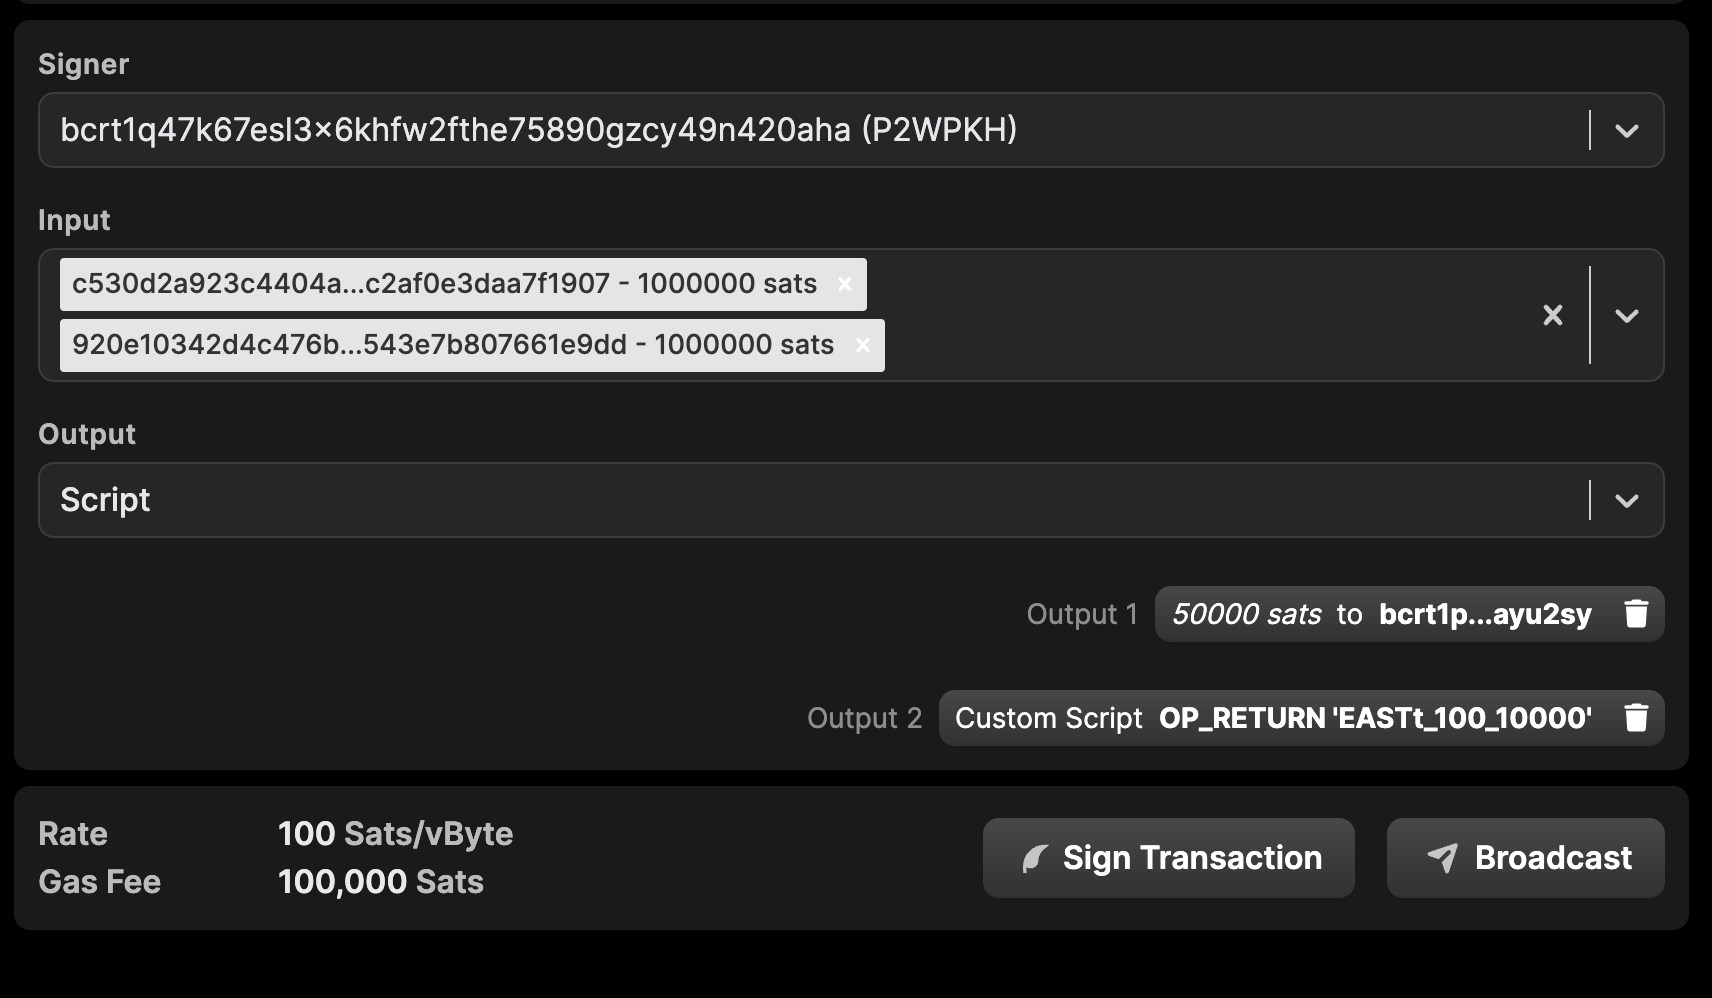 Signer
bcrt1q47k67esl3x6khfw2fthe75890gzcy49n420aha (P2WPKH)
Input
c530d2a923c4404a...c2af0e3daa7f1907 - 1000000 sats
920e10342d4c476b...543e7b807661e9dd - 1000000 sats
Output
Script
Output 1 50000 sats to bcrt1p...ayu2sy
Output 2 Custom Script OP_RETURN 'EASTt_100_10000'
Rate 100 Sats/vByte
Gas Fee 100,000 Sats
Sign Transaction
Broadcast